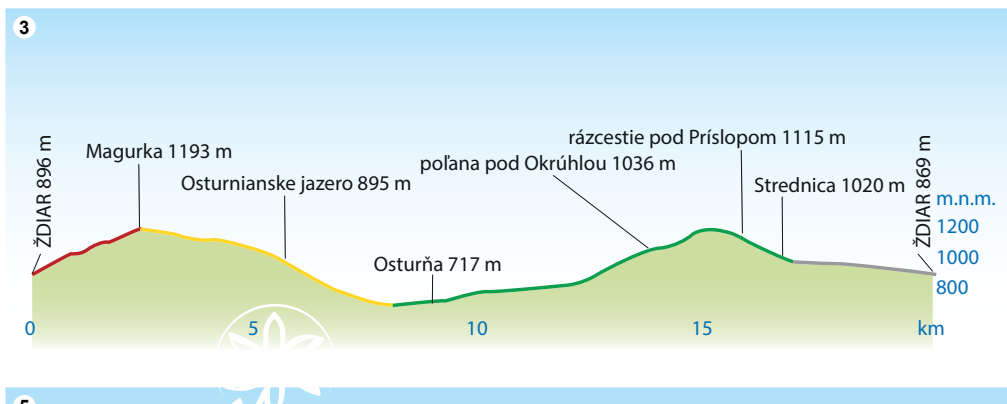 3
ŽDIAR 896 m
Magurka 1193 m
Osturnianske jazero 895 m
Osturňa 717 m
poľana pod Okrúhlou 1036 m
rázcestie pod Príslopom 1115 m
Strednica 1020 m
ŽDIAR 869 m
m.n.m.
1200
1000
800
0 5 10 15 km